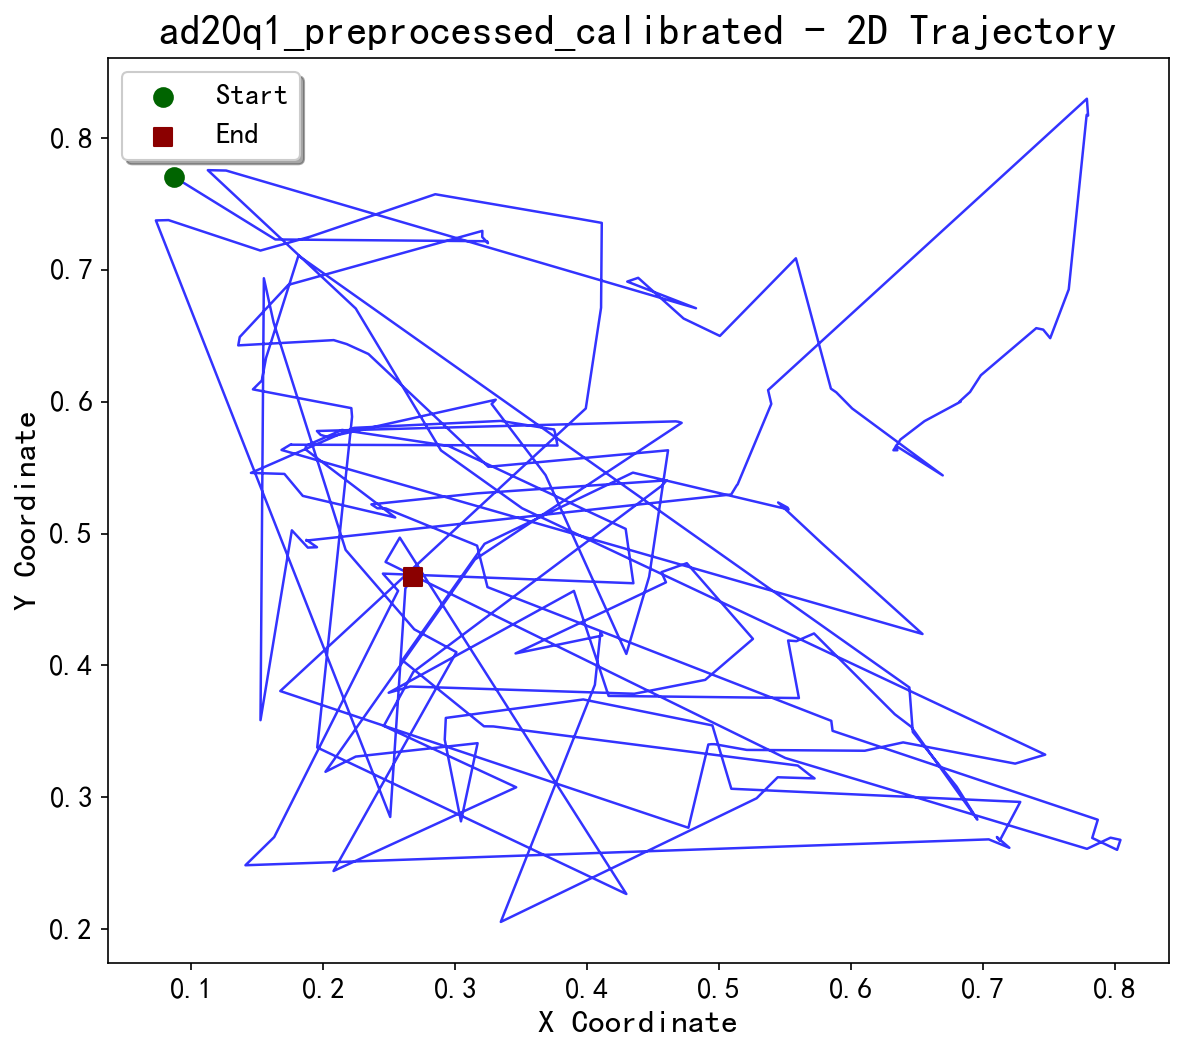 ad20q1_preprocessed_calibrated - 2D Trajectory
Start
End
0.8
0.7
0.6
0.5
0.4
0.3
0.2
Y Coordinate
0.1 0.2 0.3 0.4 0.5 0.6 0.7 0.8
X Coordinate